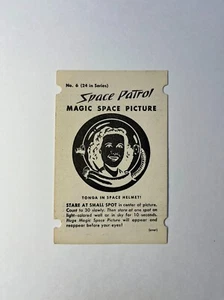 No. 6 (24 in Series)
Space Patrol
MAGIC SPACE PICTURE
TONGA IN SPACE HELMET!
STARE AT SMALL SPOT in center of picture.
Count to 30 slowly. Then stare at one spot on
light-colored wall or in sky for 10 seconds.
Huge Magic Space Picture will appear and
reappear before your eyes!
(over)